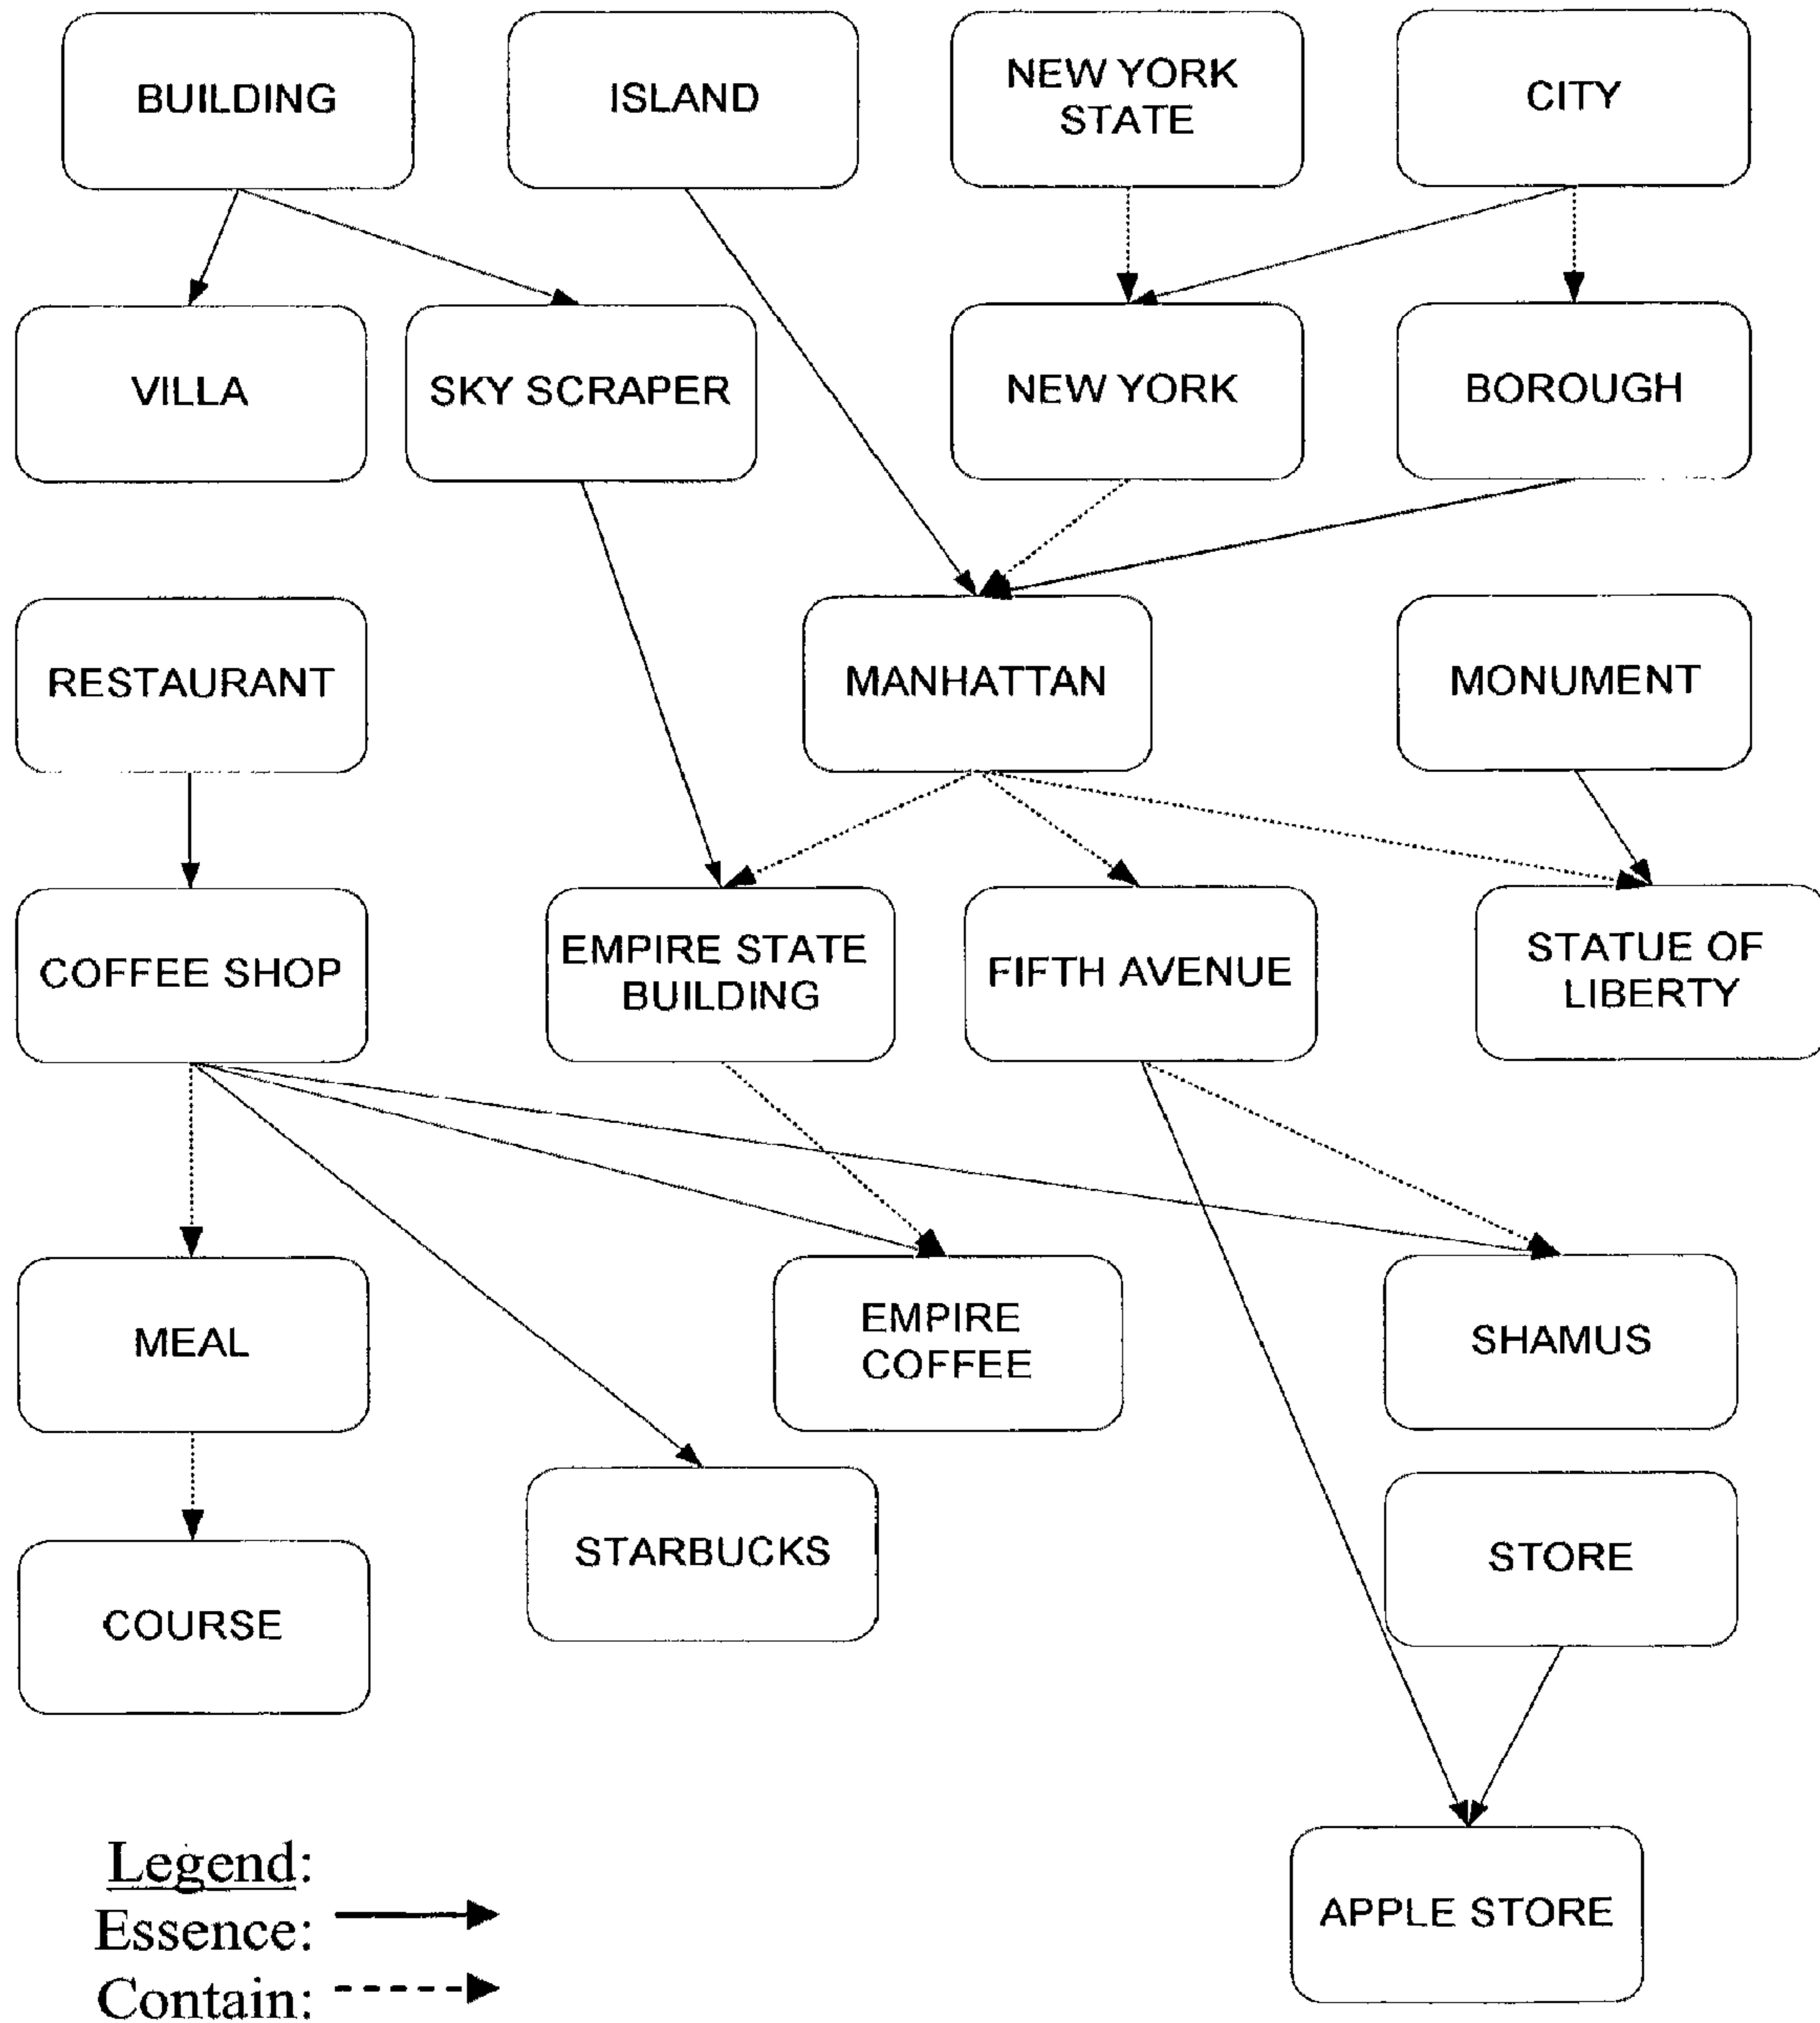 BUILDING
ISLAND
NEW YORK
STATE
CITY
VILLA
SKY SCRAPER
NEW YORK
BOROUGH
RESTAURANT
MANHATTAN
MONUMENT
COFFEE SHOP
EMPIRE STATE
BUILDING
FIFTH AVENUE
STATUE OF
LIBERTY
MEAL
EMPIRE
COFFEE
SHAMUS
STARBUCKS
STORE
COURSE
APPLE STORE
Legend:
Essence:
Contain: